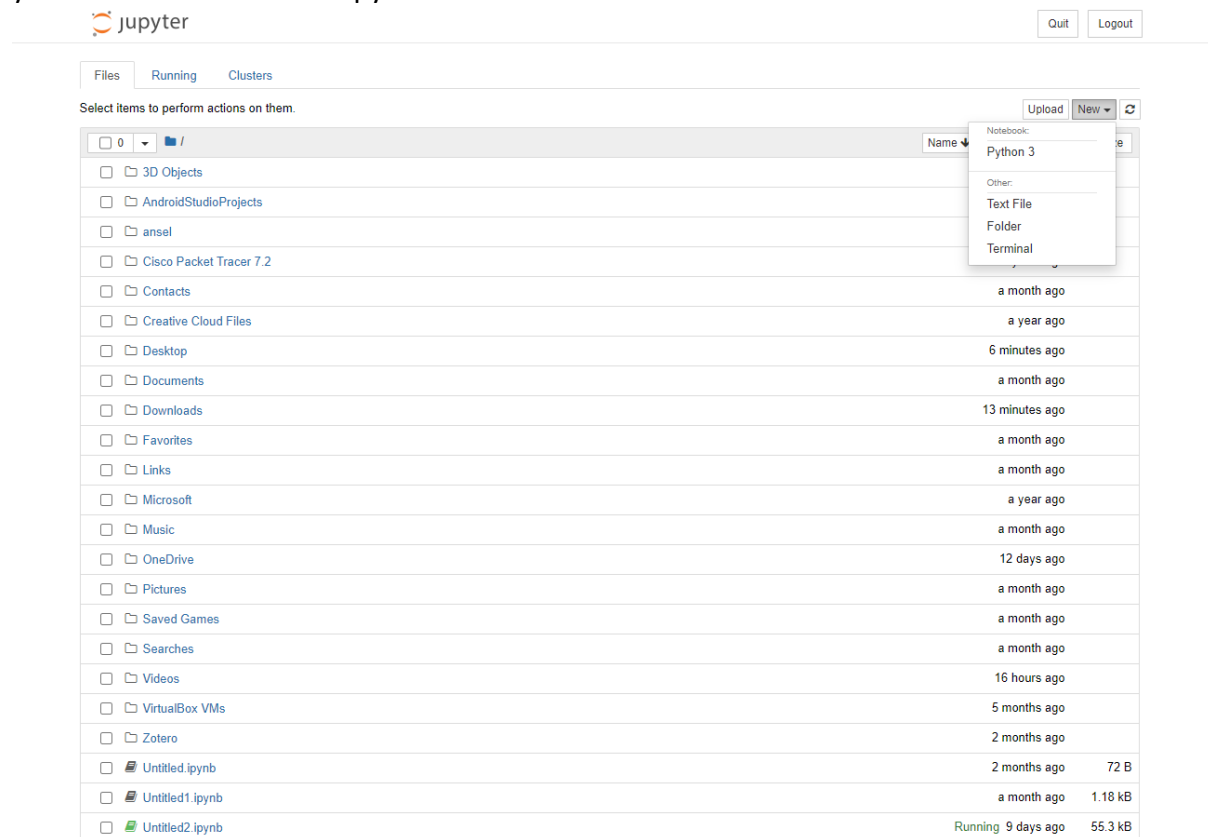 jupyter
Quit Logout
Files Running Clusters
Select items to perform actions on them.
Upload New
0 /
Name
Notebook:
Python 3
Other:
Text File
Folder
Terminal
3D Objects
AndroidStudioProjects
ansel
Cisco Packet Tracer 7.2
Contacts a month ago
Creative Cloud Files a year ago
Desktop 6 minutes ago
Documents a month ago
Downloads 13 minutes ago
Favorites a month ago
Links a month ago
Microsoft a year ago
Music a month ago
OneDrive 12 days ago
Pictures a month ago
Saved Games a month ago
Searches a month ago
Videos 16 hours ago
VirtualBox VMs 5 months ago
Zotero 2 months ago
Untitled.ipynb 2 months ago 72 B
Untitled1.ipynb a month ago 1.18 kB
Untitled2.ipynb Running 9 days ago 55.3 kB